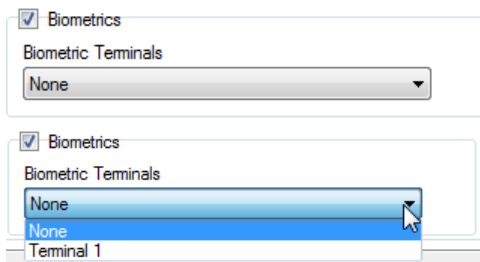 Biometrics
Biometric Terminals
None
Biometrics
Biometric Terminals
None
None
Terminal 1